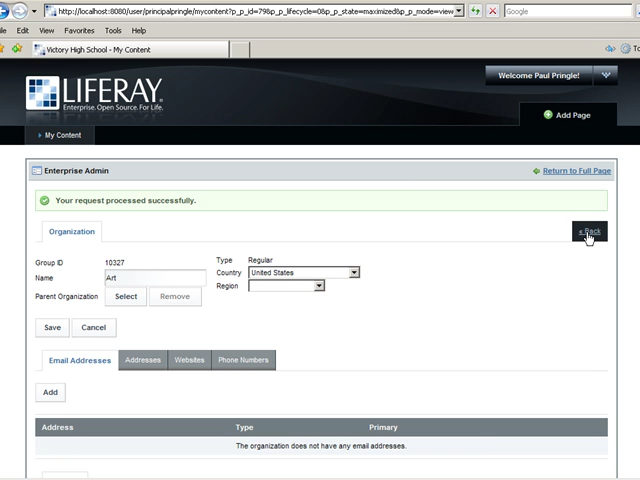 http://localhost:8080/user/principalpringle/mycontent?p_p_id=79&p_p_lifecycle=0&p_p_state=maximized&p_p_mode=view
Google
Edit View Favorites Tools Help
Victory High School - My Content
LIFERAY
Enterprise. Open Source. For Life.
Welcome Paul Pringle!
Add Page
My Content
Enterprise Admin
Return to Full Page
Your request processed successfully.
Organization
« Back
Group ID 10327
Name Art
Parent Organization Select Remove
Type Regular
Country United States
Region
Save Cancel
Email Addresses Addresses Websites Phone Numbers
Add
Address Type Primary
The organization does not have any email addresses.